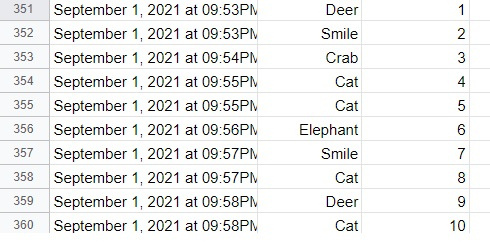 351 September 1, 2021 at 09:53PM Deer 1
352 September 1, 2021 at 09:53PM Smile 2
353 September 1, 2021 at 09:54PM Crab 3
354 September 1, 2021 at 09:55PM Cat 4
355 September 1, 2021 at 09:55PM Cat 5
356 September 1, 2021 at 09:56PM Elephant 6
357 September 1, 2021 at 09:57PM Smile 7
358 September 1, 2021 at 09:57PM Cat 8
359 September 1, 2021 at 09:58PM Deer 9
360 September 1, 2021 at 09:58PM Cat 10